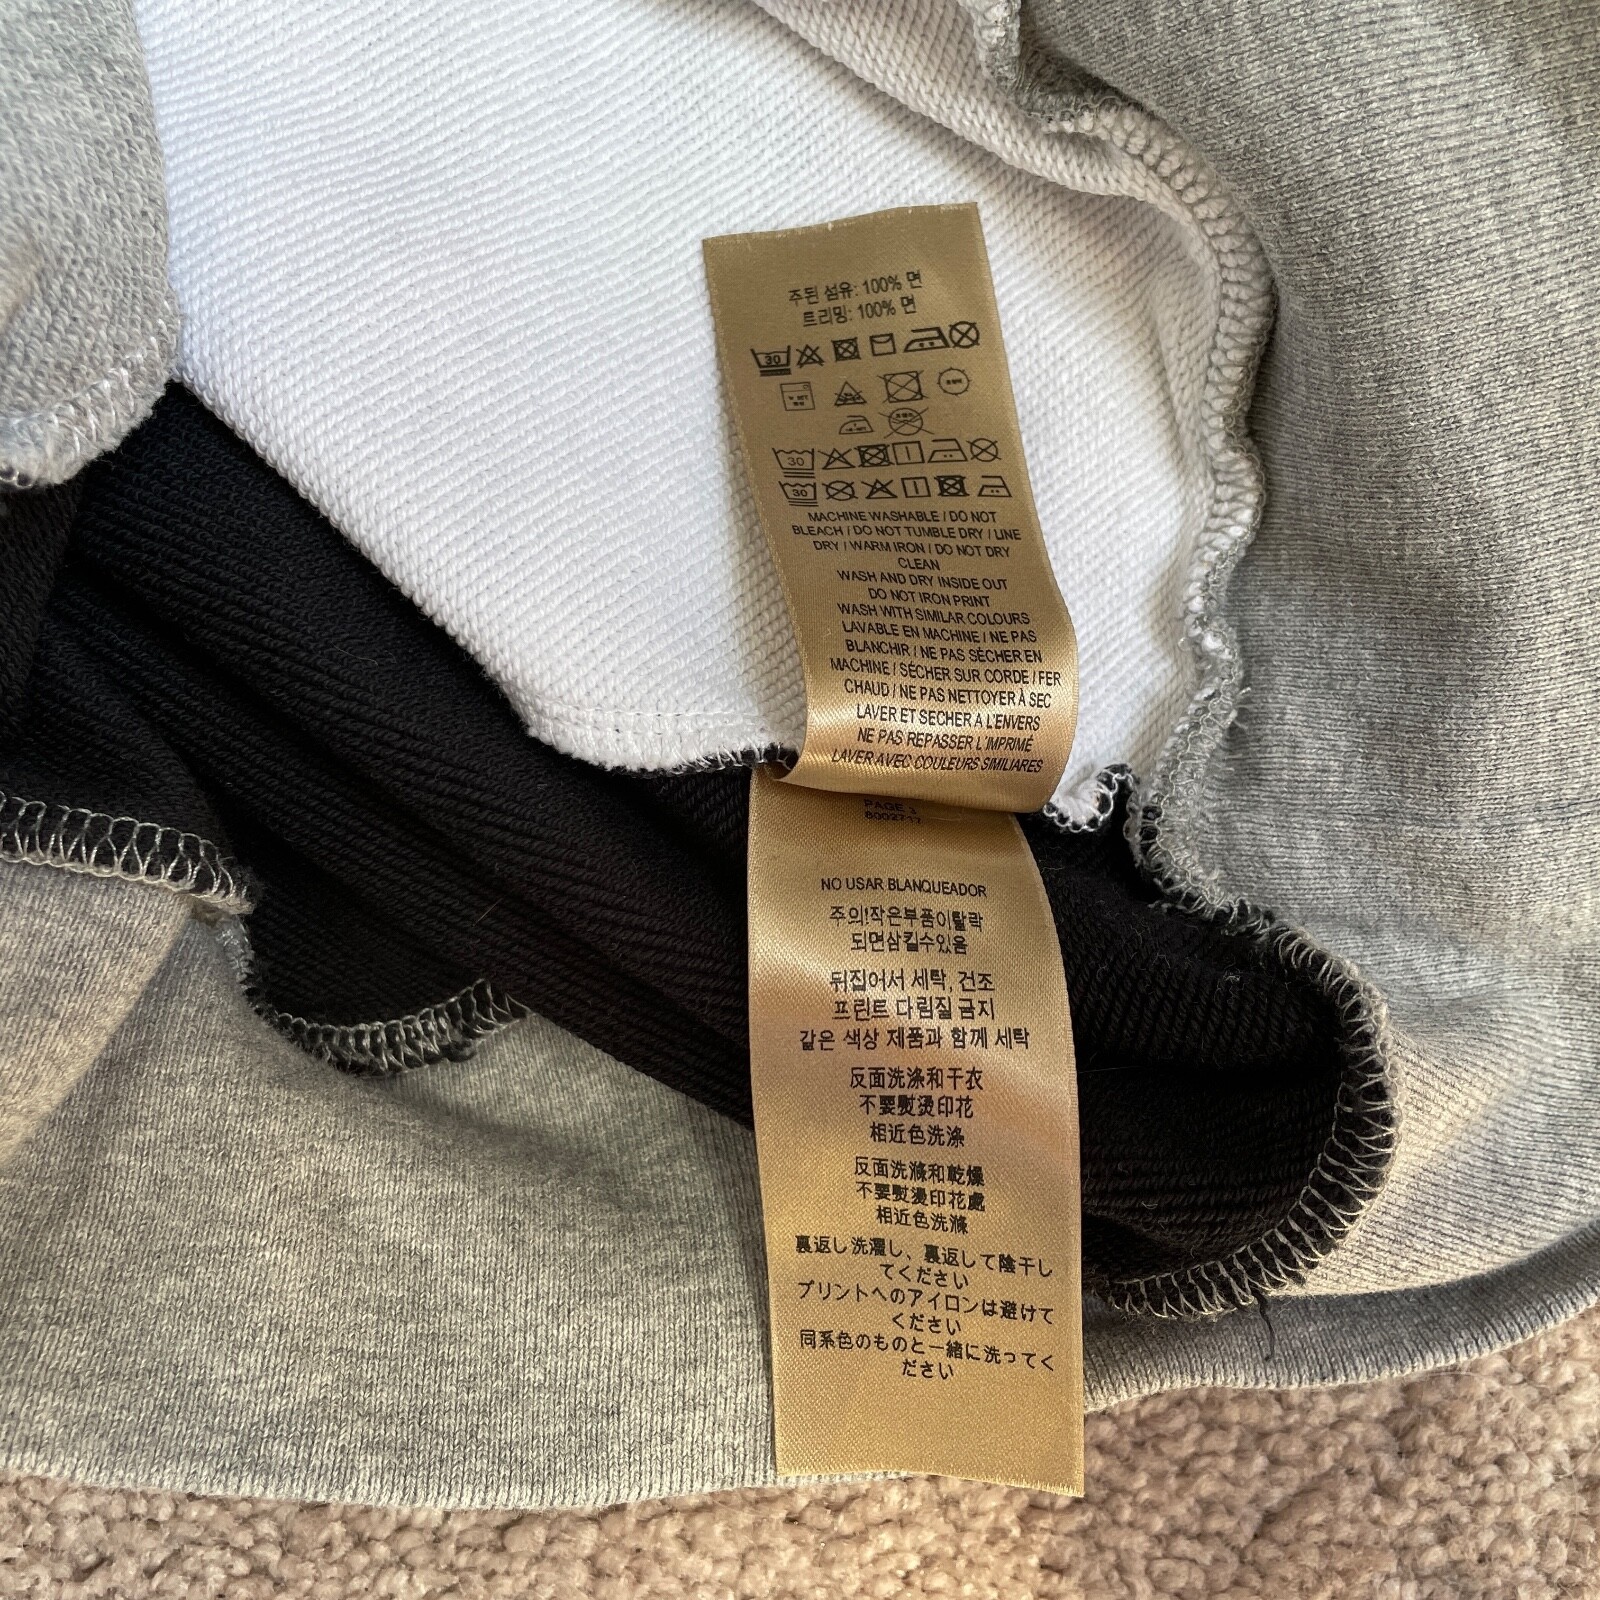 주된 섬유: 100% 면
트리밍: 100% 면
30
30
30
MACHINE WASHABLE / DO NOT
BLEACH / DO NOT TUMBLE DRY / LINE
DRY / WARM IRON / DO NOT DRY
CLEAN
WASH AND DRY INSIDE OUT
DO NOT IRON PRINT
WASH WITH SIMILAR COLOURS
LAVABLE EN MACHINE / NE PAS
BLANCHIR / NE PAS SÉCHER EN
MACHINE / SÉCHER SUR CORDE / FER
CHAUD / NE PAS NETTOYER À SEC
LAVER ET SECHER A L'ENVERS
NE PAS REPASSER L'IMPRIMÉ
LAVER AVEC COULEURS SIMILIARES
PAGE 3
8002717
NO USAR BLANQUEADOR
주의!작은부품이탈락
되면삼킬수있음
뒤집어서 세탁, 건조
프린트 다림질 금지
같은 색상 제품과 함께 세탁
反面洗涤和干衣
不要熨烫印花
相近色洗涤
反面洗滌和乾燥
不要熨燙印花處
相近色洗滌
裏返し洗濯し、裏返して陰干し
てください
プリントへのアイロンは避けて
ください
同系色のものと一緒に洗ってく
ださい